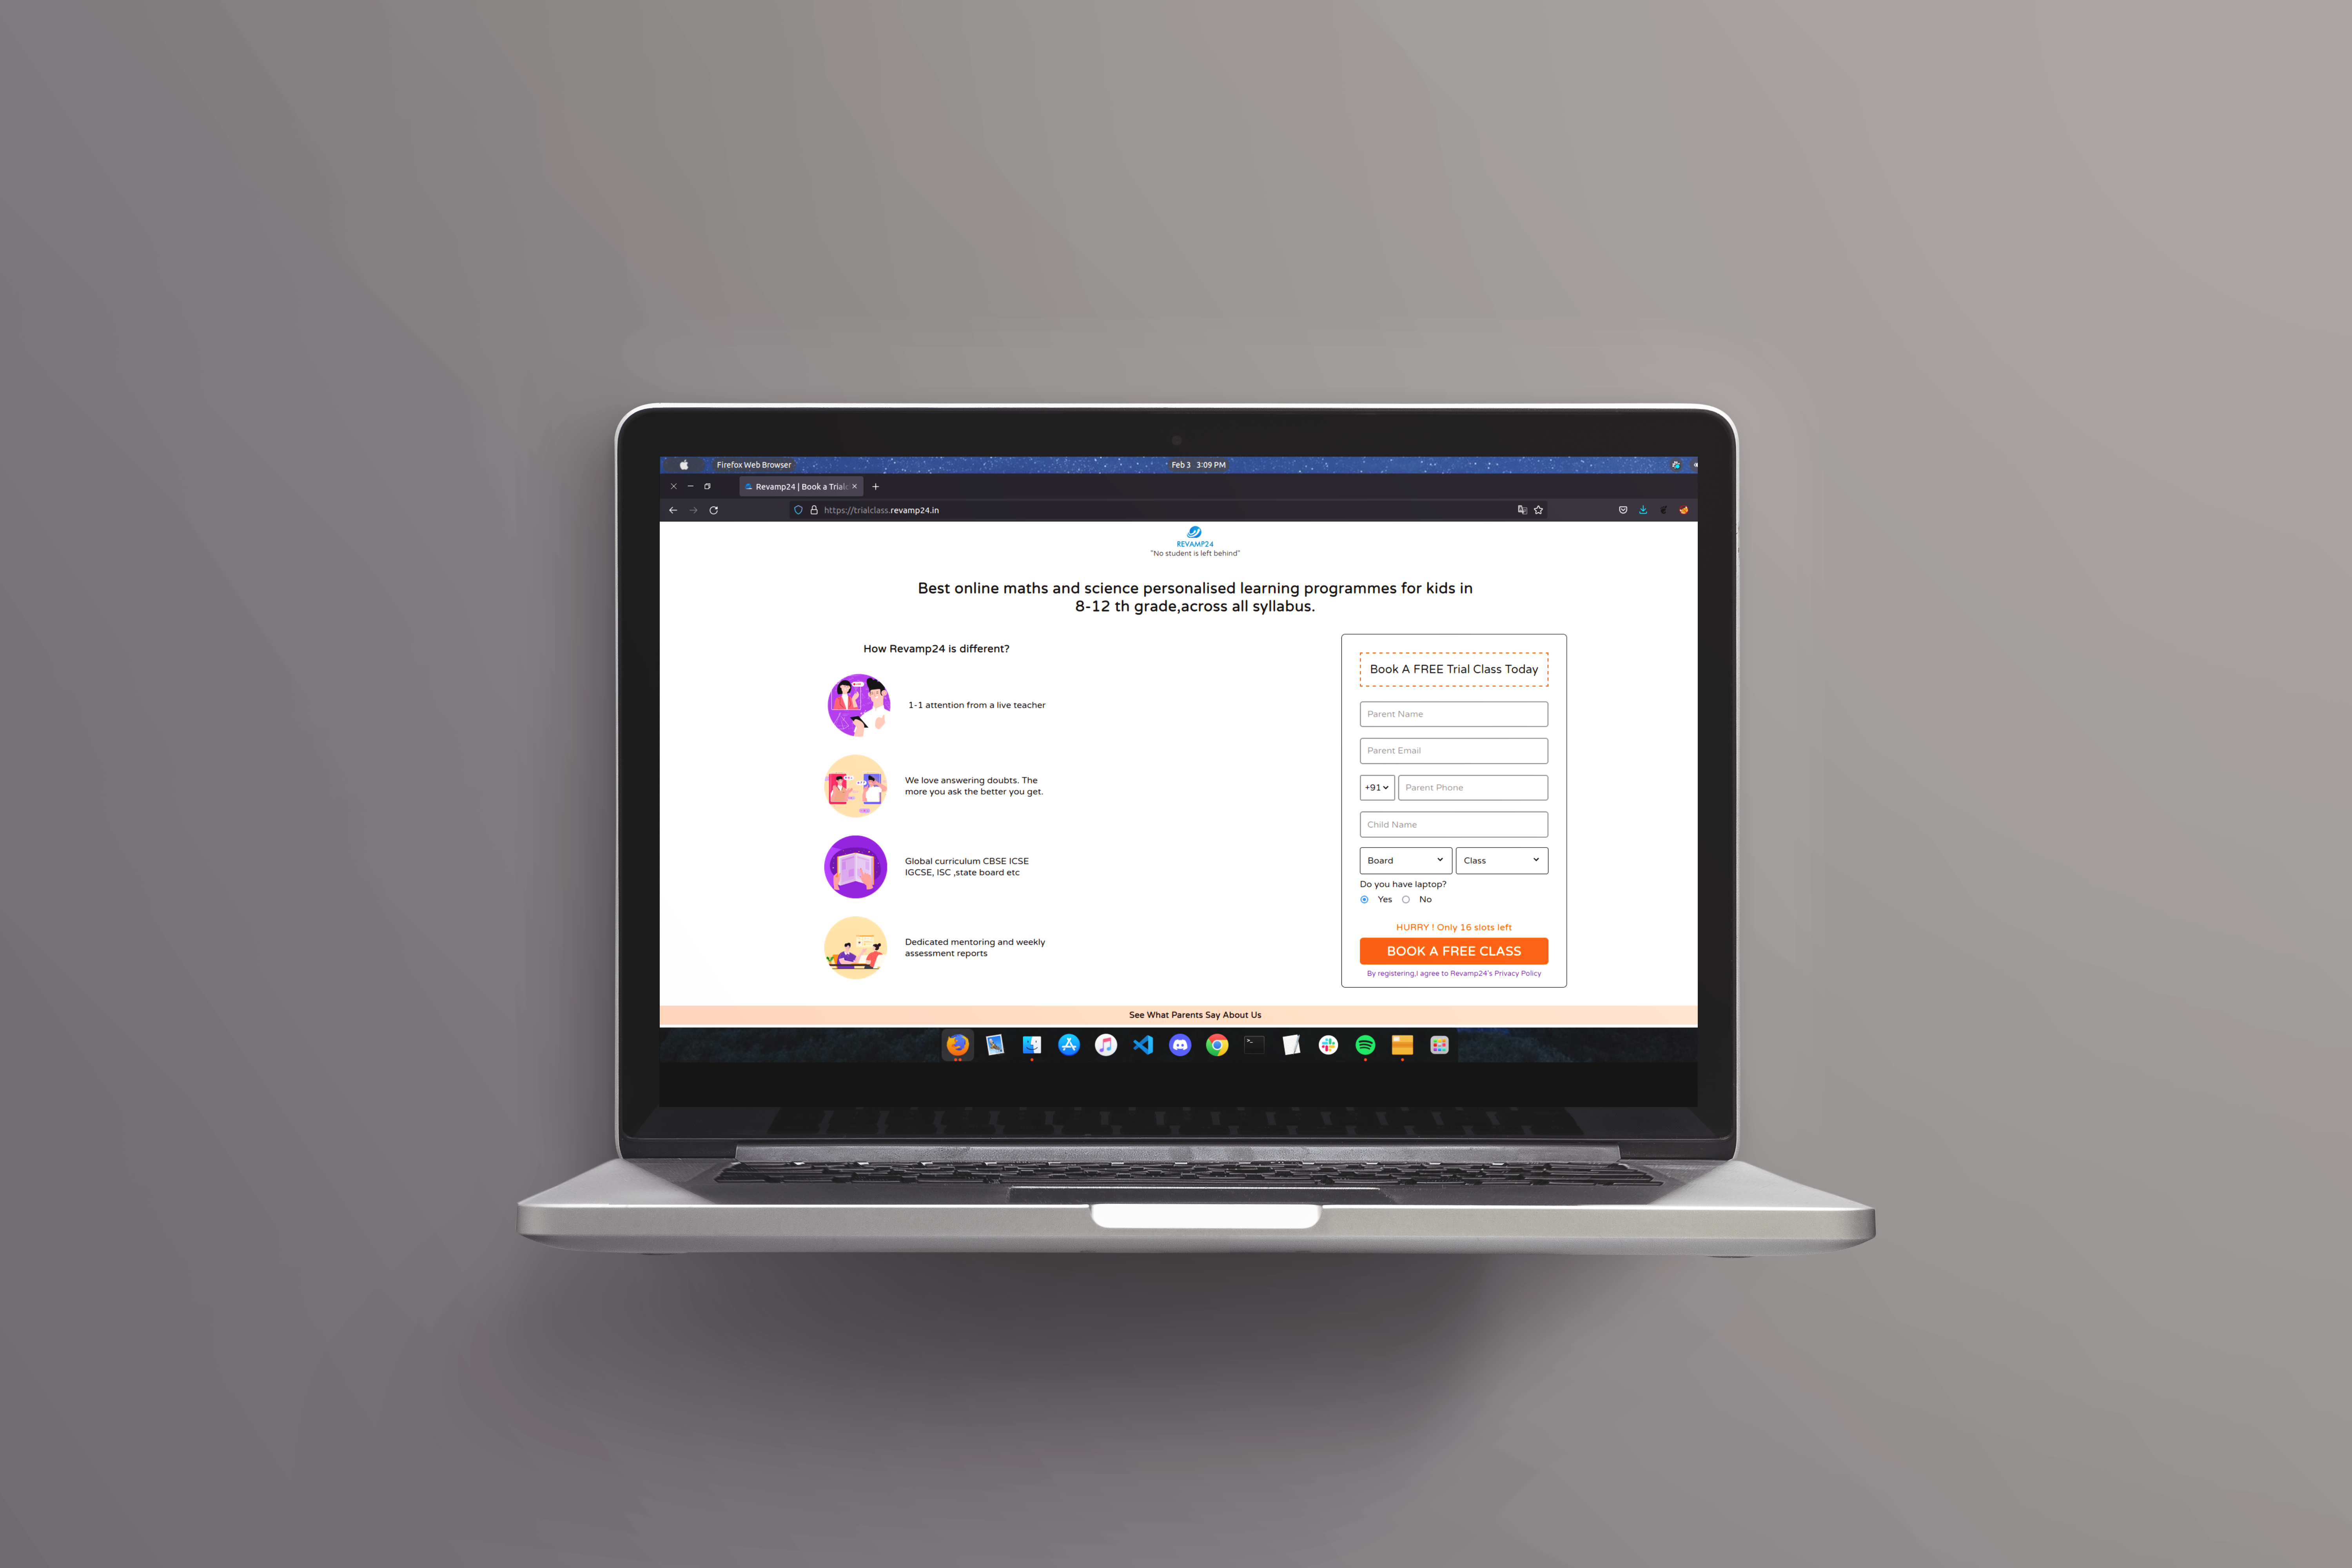 Firefox Web Browser
Feb 3 3:09 PM
Revamp24 | Book a Trial
https://trialclass.revamp24.in
REVAMP24
"No student is left behind"
Best online maths and science personalised learning programmes for kids in
8-12 th grade,across all syllabus.
How Revamp24 is different?
1-1 attention from a live teacher
We love answering doubts. The
more you ask the better you get.
Global curriculum CBSE ICSE
IGCSE, ISC ,state board etc
Dedicated mentoring and weekly
assessment reports
Book A FREE Trial Class Today
Parent Name
Parent Email
+91
Parent Phone
Child Name
Board
Class
Do you have laptop?
Yes
No
HURRY ! Only 16 slots left
BOOK A FREE CLASS
By registering,I agree to Revamp24's Privacy Policy
See What Parents Say About Us